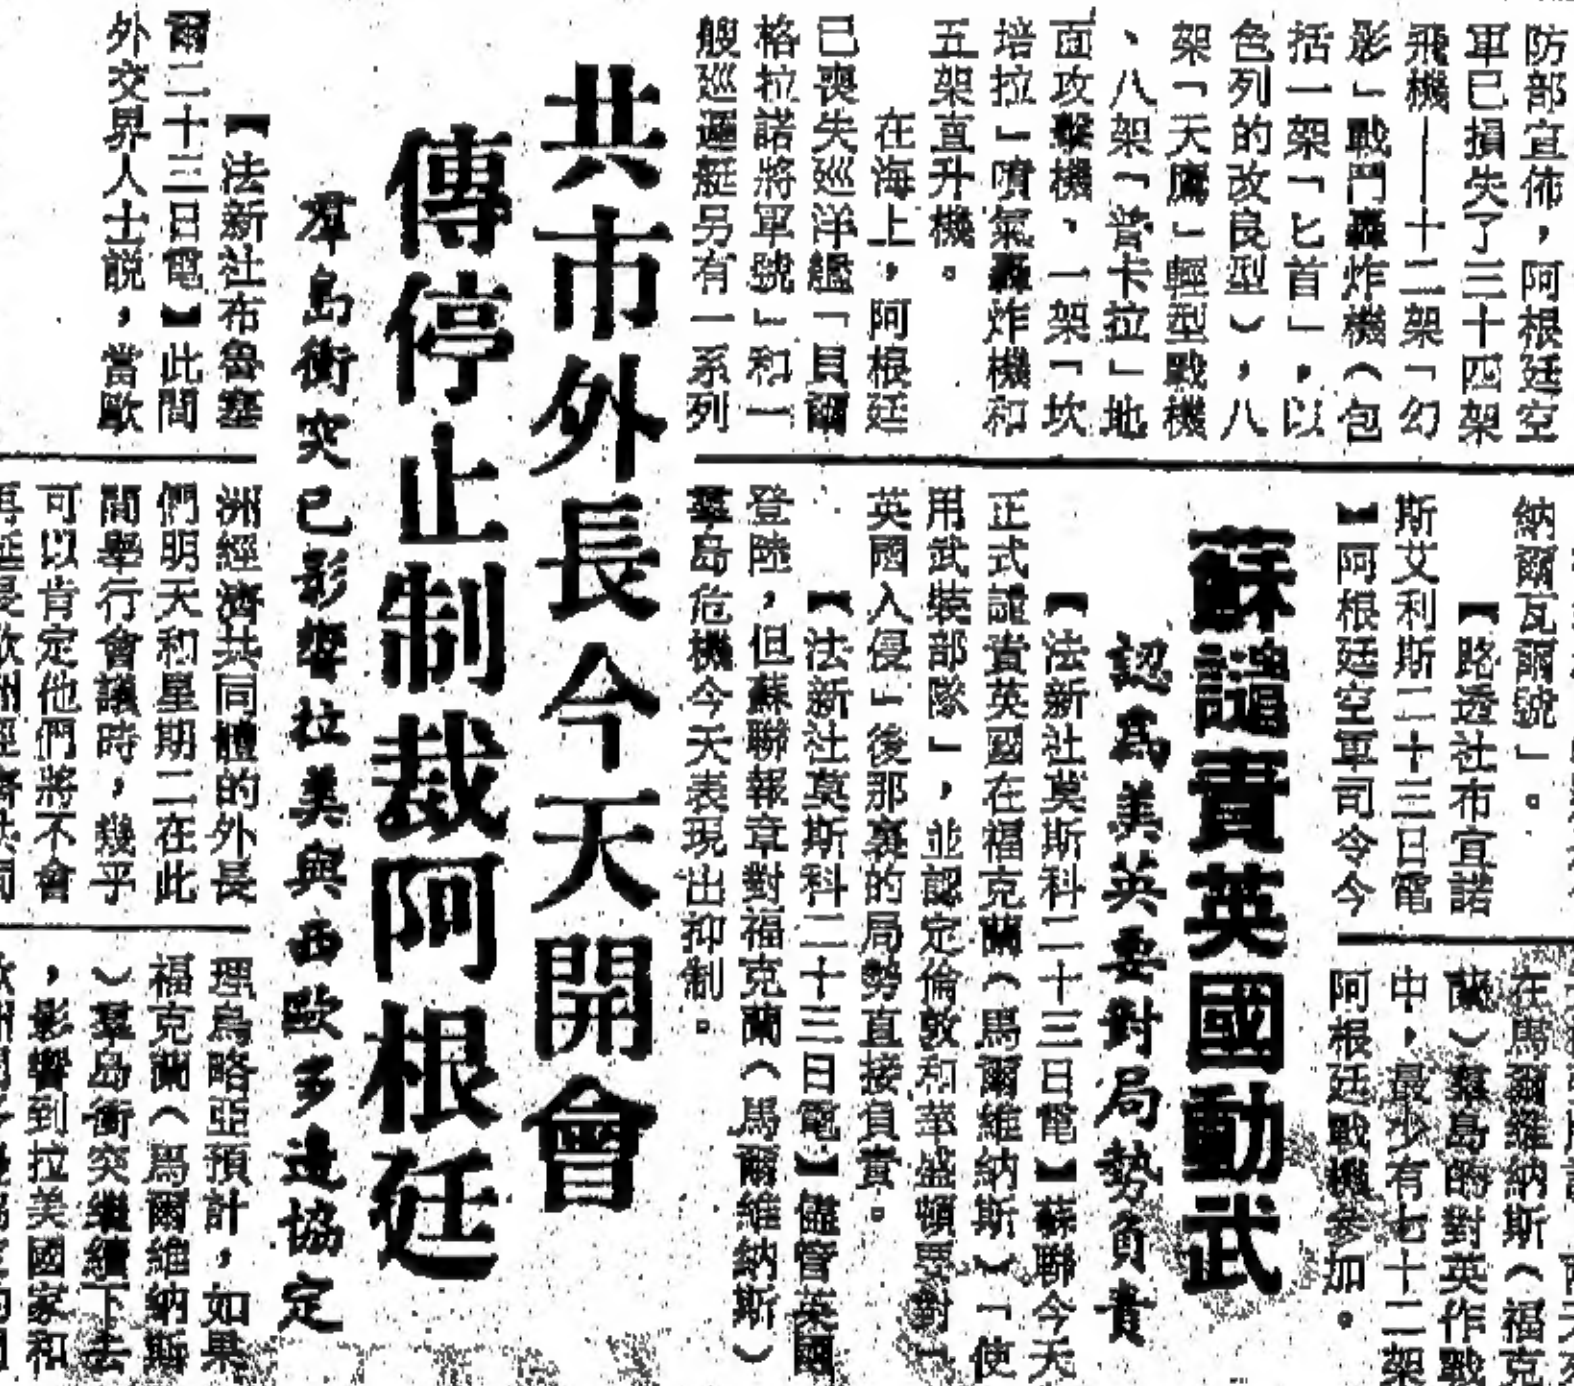 防部宣佈，阿根廷空
軍已損失了三十四架
飛機——十二架「幻
影」戰鬥轟炸機（包
括一架「匕首」，以
色列的改良型），八
架「天鷹」輕型戰機
、八架「普卡拉」地
面攻擊機，一架「坎
培拉」噴氣轟炸機和
五架直升機。
在海上，阿根廷
已喪失巡洋艦「貝爾
格拉諾將軍號」和一
艘巡邏艇另有一系列
納爾瓦爾號」。
【路透社布宜諾
斯艾利斯二十三日電
】阿根廷空軍司令今
在馬爾維納斯（福克
蘭）羣島的對英作戰
中，最少有七十二架
阿根廷戰機參加。
蘇譴責英國動武
認爲美英要對局勢負責
【法新社莫斯科二十三日電】蘇聯今天
正式譴責英國在福克蘭（馬爾維納斯）「使
用武裝部隊」，並認定倫敦和華盛頓要對「
英國入侵」後那裏的局勢直接負責。
【法新社莫斯科二十三日電】儘管英國
登陸，但蘇聯報章對福克蘭（馬爾維納斯）
羣島危機今天表現出抑制。
共市外長今天開會
傳停止制裁阿根廷
羣島衝突已影響拉美與西歐多邊協定
【法新社布魯塞
爾二十三日電】此間
外交界人士說，當歐
洲經濟共同體的外長
們明天和星期二在此
間舉行會議時，幾乎
可以肯定他們將不會
理烏略亞預計，如果
福克蘭（馬爾維納斯
）羣島衝突繼續下去
，影響到拉美國家和